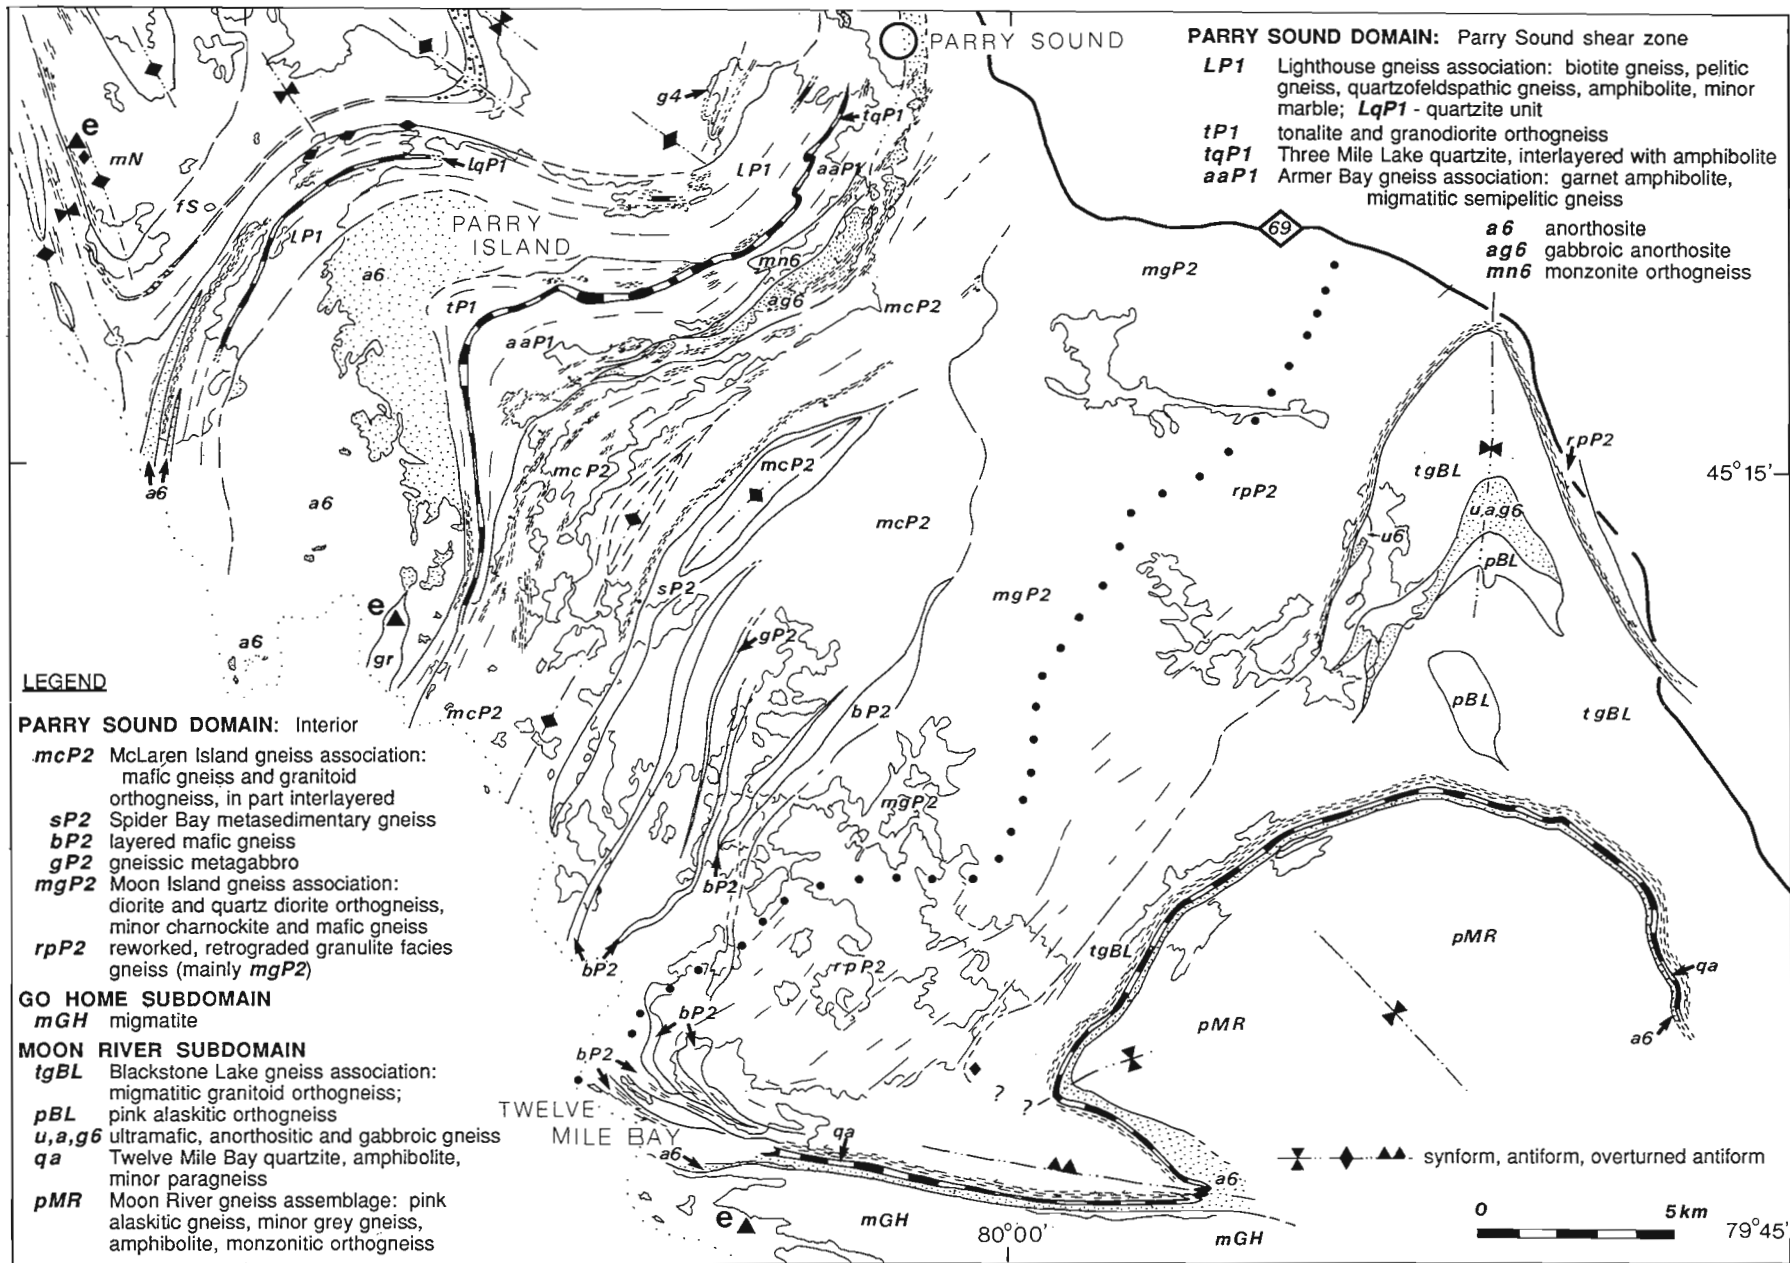 PARRY SOUND
PARRY SOUND DOMAIN: Parry Sound shear zone
LP1 Lighthouse gneiss association: biotite gneiss, pelitic
gneiss, quartzofeldspathic gneiss, amphibolite, minor
marble; LqP1 - quartzite unit
tP1 tonalite and granodiorite orthogneiss
tqP1 Three Mile Lake quartzite, interlayered with amphibolite
aaP1 Armer Bay gneiss association: garnet amphibolite,
migmatitic semipelitic gneiss
a6 anorthosite
ag6 gabbroic anorthosite
mn6 monzonite orthogneiss
g4
tqP1
e
mN
LqP1
LP1
aaP1
fS
PARRY
ISLAND
LP1
69
a6
mn6
mgP2
tP1
ag6
mcP2
aaP1
rpP2
mcP2
mcP2
tgBL
45°15'
a6
a6
mcP2
rpP2
u,a,g6
u6
pBL
sP2
mgP2
e
gP2
a6
gr
pBL
bP2
tgBL
mcP2
mgP2
bP2
pMR
tgBL
bP2
rpP2
qa
bP2
pMR
a6
bP2
?
?
TWELVE
MILE BAY
qa
a6
a6
e
mGH
mGH
LEGEND
PARRY SOUND DOMAIN: Interior
mcP2 McLaren Island gneiss association:
mafic gneiss and granitoid
orthogneiss, in part interlayered
sP2 Spider Bay metasedimentary gneiss
bP2 layered mafic gneiss
gP2 gneissic metagabbro
mgP2 Moon Island gneiss association:
diorite and quartz diorite orthogneiss,
minor charnockite and mafic gneiss
rpP2 reworked, retrograded granulite facies
gneiss (mainly mgP2)
GO HOME SUBDOMAIN
mGH migmatite
MOON RIVER SUBDOMAIN
tgBL Blackstone Lake gneiss association:
migmatitic granitoid orthogneiss;
pBL pink alaskitic orthogneiss
u,a,g6 ultramafic, anorthositic and gabbroic gneiss
qa Twelve Mile Bay quartzite, amphibolite,
minor paragneiss
pMR Moon River gneiss assemblage: pink
alaskitic gneiss, minor grey gneiss,
amphibolite, monzonitic orthogneiss
synform, antiform, overturned antiform
0 5 km
80°00'
79°45'